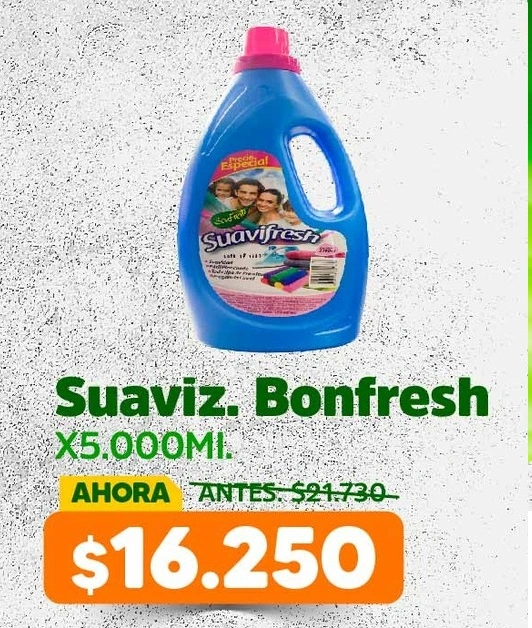 Precio
Especial
Suavifresh
Suaviz. Bonfresh
X5.000Ml.
AHORA ANTES: $21.730
$16.250